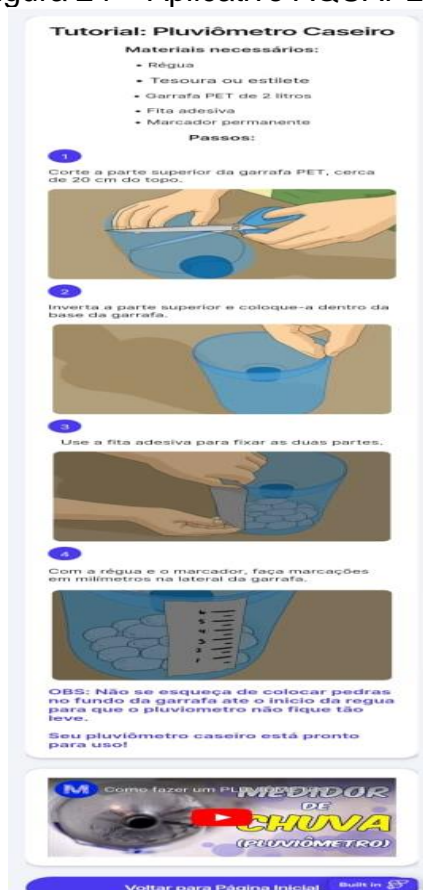 Tutorial: Pluviômetro Caseiro
Materiais necessários:
• Régua
• Tesoura ou estilete
• Garrafa PET de 2 litros
• Fita adesiva
• Marcador permanente
Passos:
1
Corte a parte superior da garrafa PET, cerca
de 20 cm do topo.
2
Inverta a parte superior e coloque-a dentro da
base da garrafa.
3
Use a fita adesiva para fixar as duas partes.
4
Com a régua e o marcador, faça marcações
em milímetros na lateral da garrafa.
OBS: Não se esqueça de colocar pedras
no fundo da garrafa ate o inicio da regua
para que o pluviometro não fique tão
leve.
Seu pluviômetro caseiro está pronto
para uso!
M Como fazer um
MEDIDOR
DE
CHUVA
(PLUVIÔMETRO)
Voltar para Página Inicial
Built in